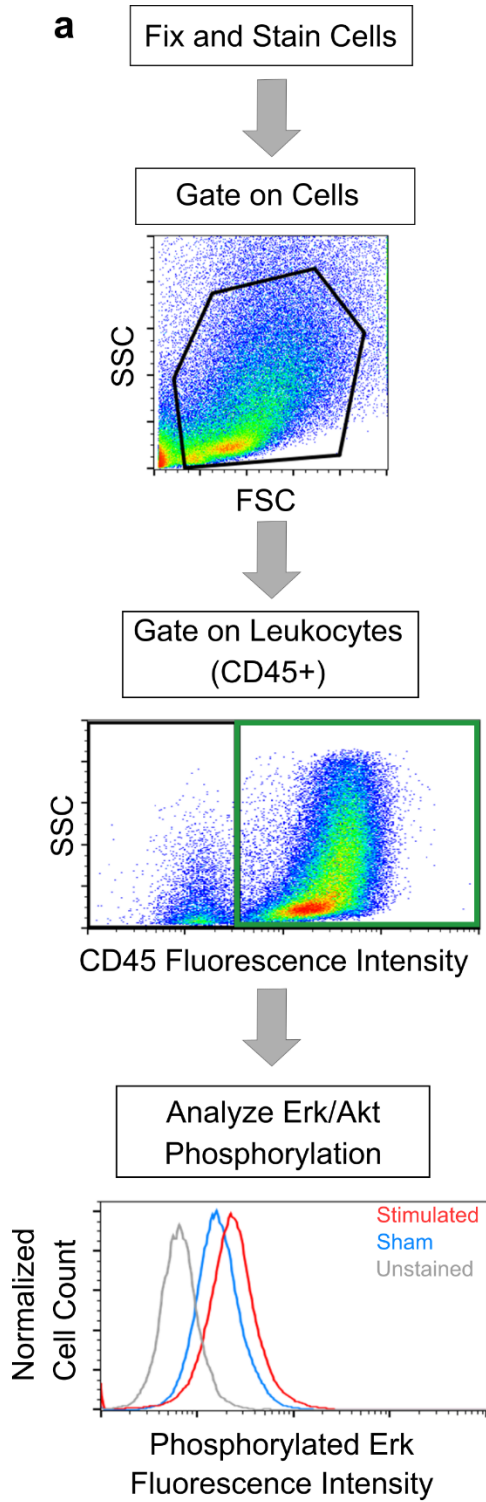 a
Fix and Stain Cells
Gate on Cells
SSC
FSC
Gate on Leukocytes
(CD45+)
SSC
CD45 Fluorescence Intensity
Analyze Erk/Akt
Phosphorylation
Normalized
Cell Count
Stimulated
Sham
Unstained
Phosphorylated Erk
Fluorescence Intensity